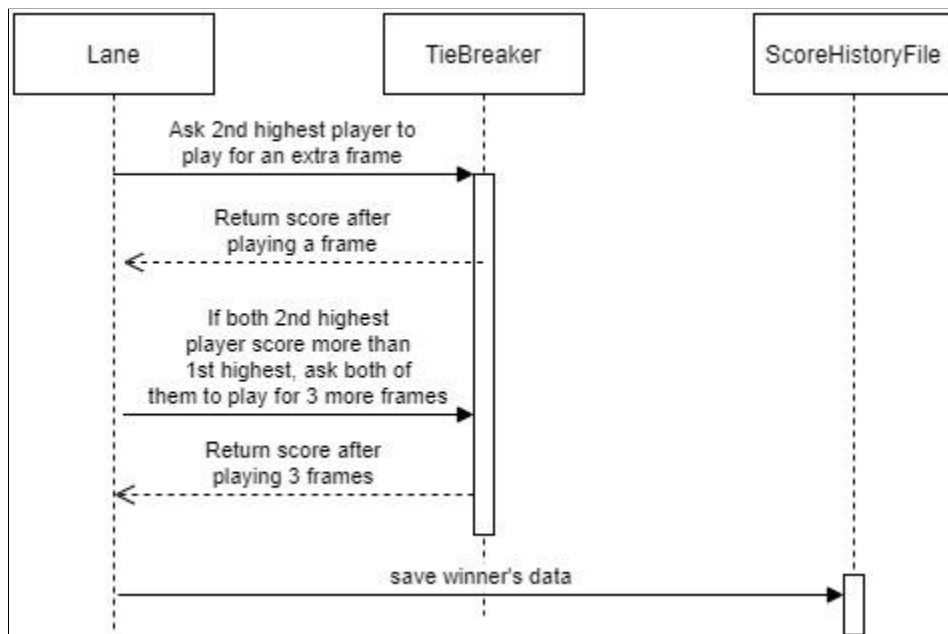 Lane
TieBreaker
ScoreHistoryFile
Ask 2nd highest player to
play for an extra frame
Return score after
playing a frame
If both 2nd highest
player score more than
1st highest, ask both of
them to play for 3 more frames
Return score after
playing 3 frames
save winner's data